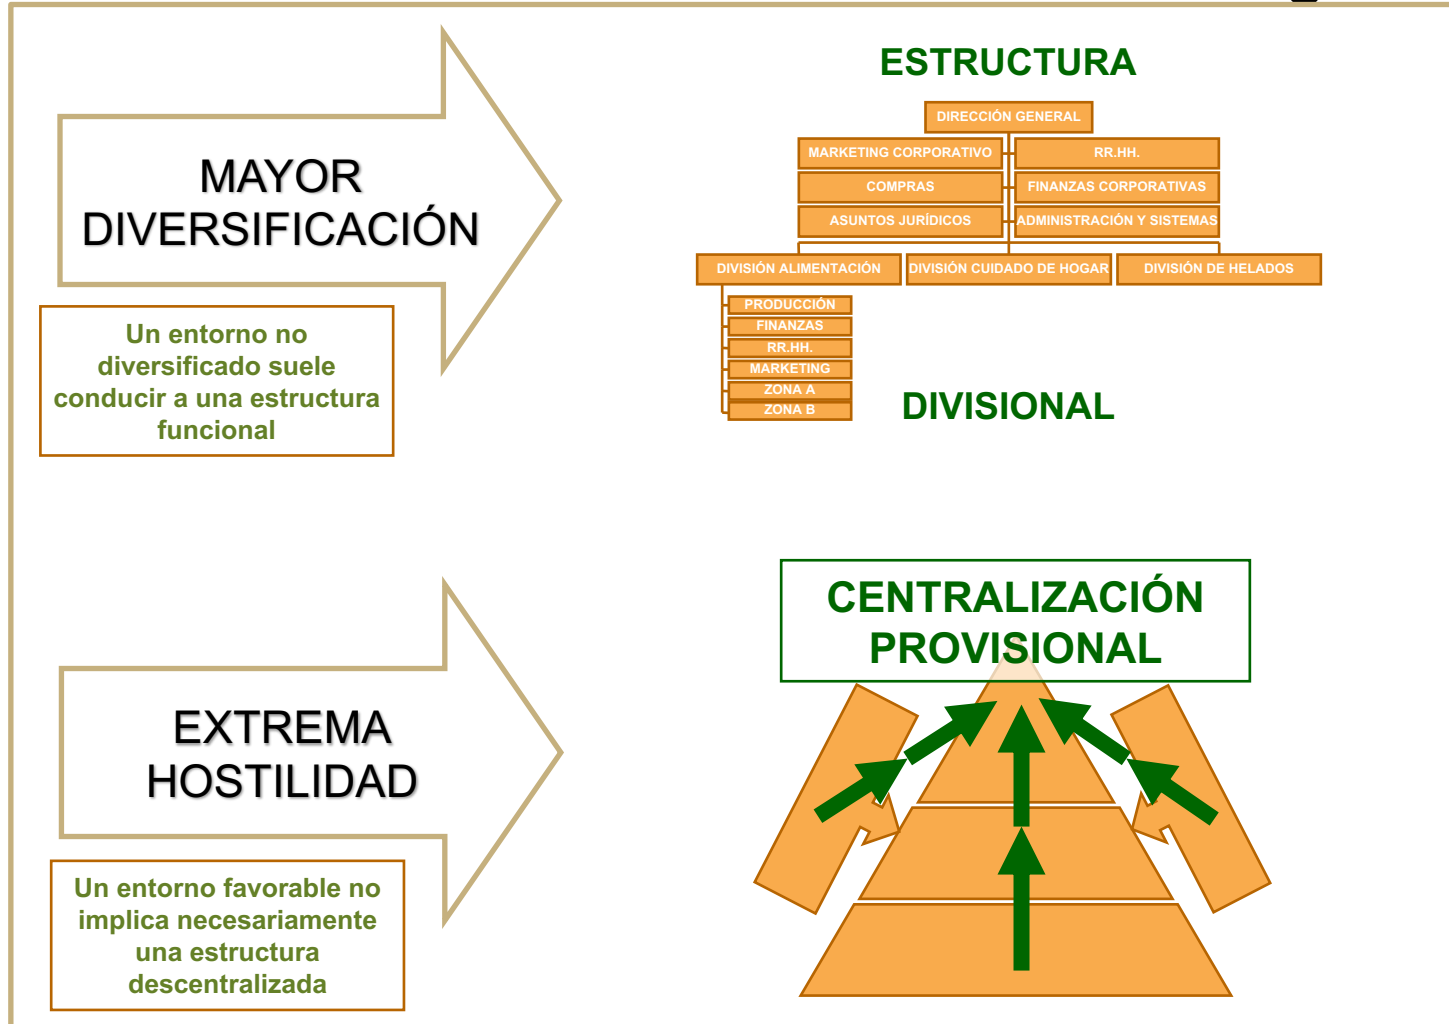 MAYOR
DIVERSIFICACIÓN
Un entorno no
diversificado suele
conducir a una estructura
funcional
ESTRUCTURA
DIRECCIÓN GENERAL
MARKETING CORPORATIVO
RR.HH.
COMPRAS
FINANZAS CORPORATIVAS
ASUNTOS JURÍDICOS
ADMINISTRACIÓN Y SISTEMAS
DIVISIÓN ALIMENTACIÓN
DIVISIÓN CUIDADO DE HOGAR
DIVISIÓN DE HELADOS
PRODUCCIÓN
FINANZAS
RR.HH.
MARKETING
ZONA A
ZONA B
DIVISIONAL
EXTREMA
HOSTILIDAD
Un entorno favorable no
implica necesariamente
una estructura
descentralizada
CENTRALIZACIÓN
PROVISIONAL